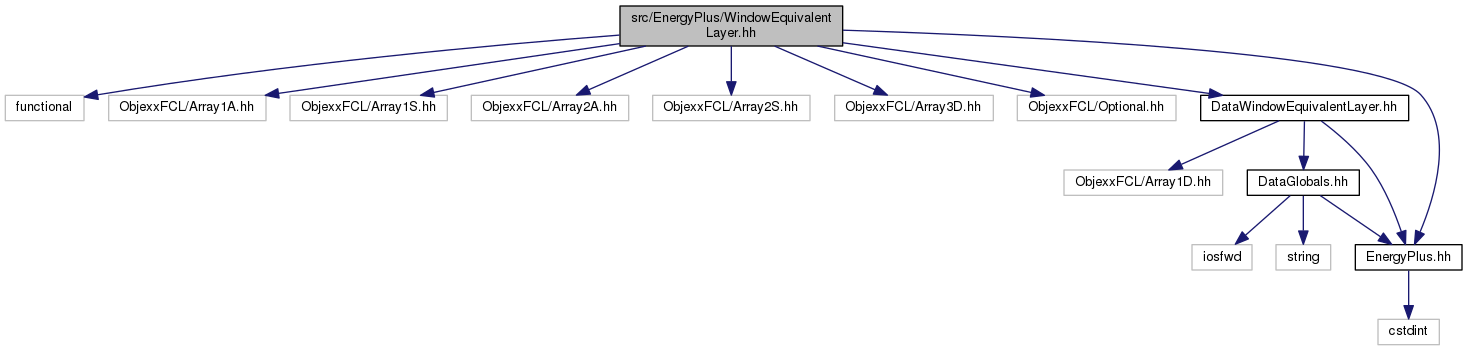 src/EnergyPlus/WindowEquivalent
Layer.hh
functional
ObjexxFCL/Array1A.hh
ObjexxFCL/Array1S.hh
ObjexxFCL/Array2A.hh
ObjexxFCL/Array2S.hh
ObjexxFCL/Array3D.hh
ObjexxFCL/Optional.hh
DataWindowEquivalentLayer.hh
ObjexxFCL/Array1D.hh
DataGlobals.hh
iosfwd
string
EnergyPlus.hh
cstdint